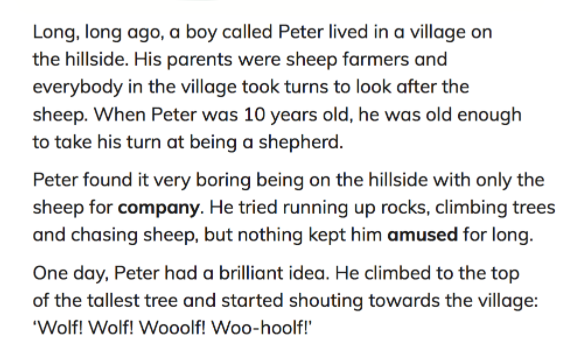 Long, long ago, a boy called Peter lived in a village on
the hillside. His parents were sheep farmers and
everybody in the village took turns to look after the
sheep. When Peter was 10 years old, he was old enough
to take his turn at being a shepherd.
Peter found it very boring being on the hillside with only the
sheep for company. He tried running up rocks, climbing trees
and chasing sheep, but nothing kept him amused for long.
One day, Peter had a brilliant idea. He climbed to the top
of the tallest tree and started shouting towards the village:
‘Wolf! Wolf! Wooolf! Woo-hoolf!’